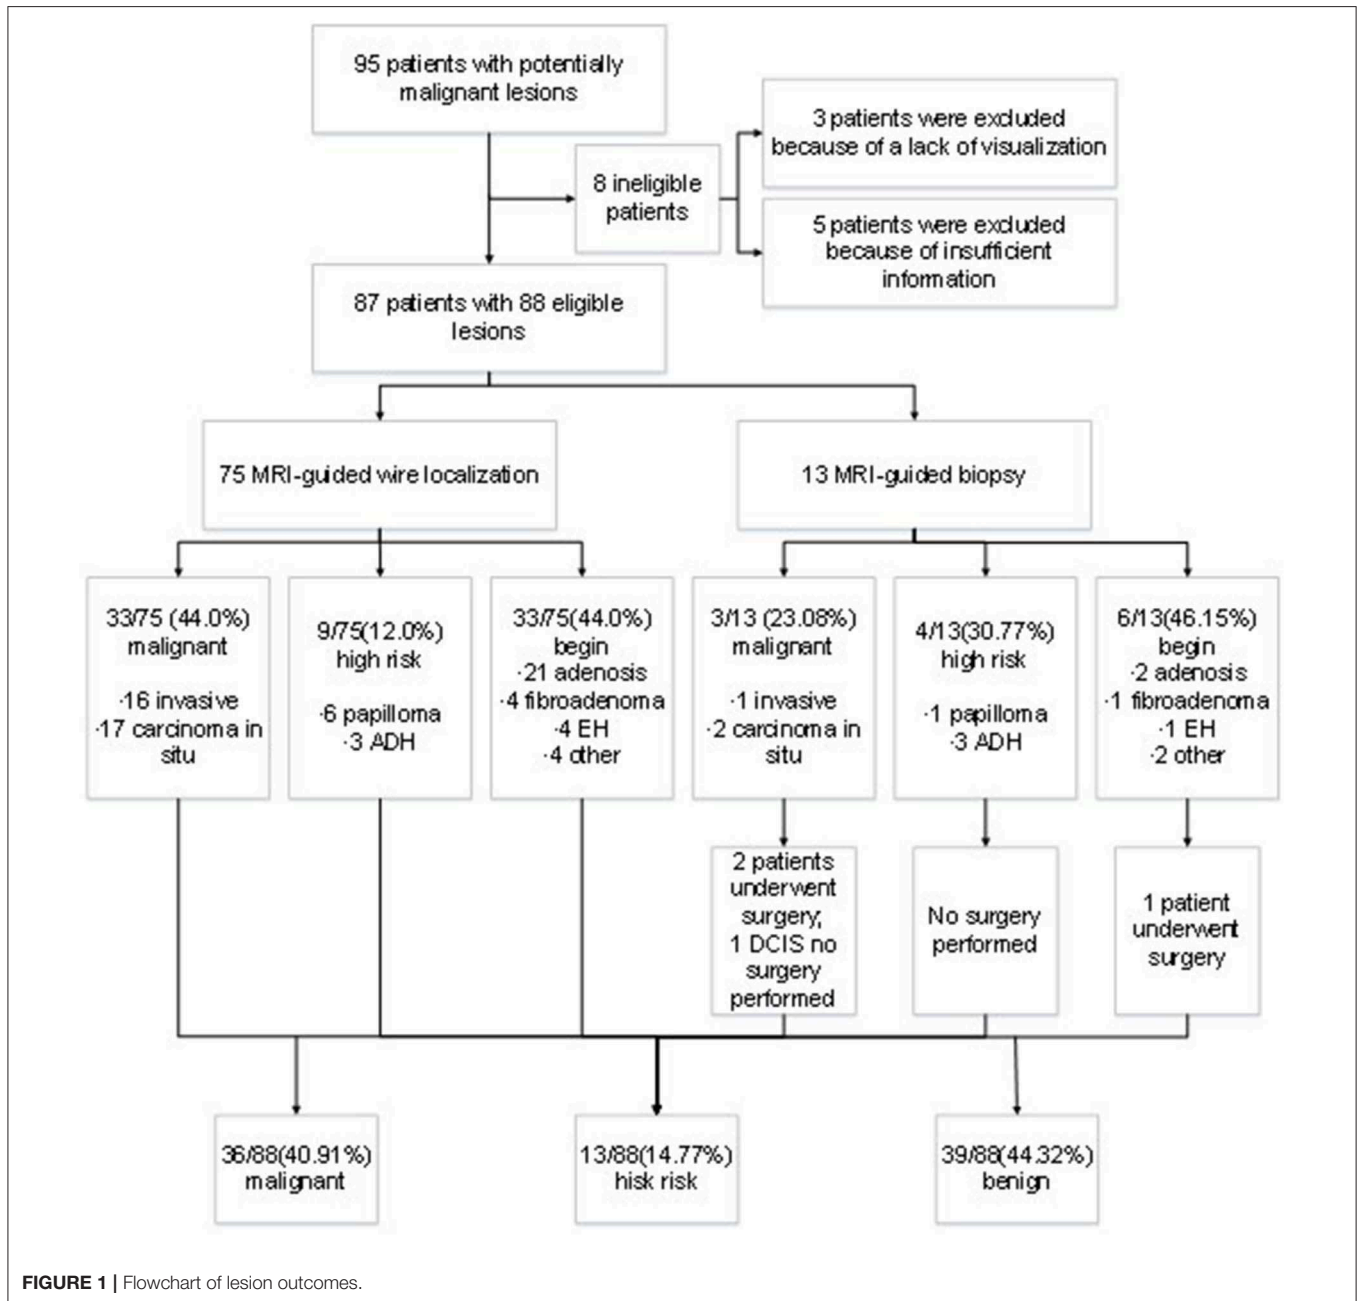 95 patients with potentially
malignant lesions
3 patients were excluded
because of a lack of visualization
8 ineligible
patients
5 patients were excluded
because of insufficient
information
87 patients with 88 eligible
lesions
75 MRI-guided wire localization
13 MRI-guided biopsy
33/75 (44.0%)
malignant
·16 invasive
·17 carcinoma in
situ
9/75(12.0%)
high risk
·6 papilloma
·3 ADH
33/75(44.0%)
begin
·21 adenosis
·4 fibroadenoma
·4 EH
·4 other
3/13 (23.08%)
malignant
·1 invasive
·2 carcinoma in
situ
4/13(30.77%)
high risk
·1 papilloma
·3 ADH
6/13(46.15%)
begin
·2 adenosis
·1 fibroadenoma
·1 EH
·2 other
2 patients
underwent
surgery;
1 DCIS no
surgery
performed
No surgery
performed
1 patient
underwent
surgery
36/88(40.91%)
malignant
13/88(14.77%)
hisk risk
39/88(44.32%)
benign
FIGURE 1 | Flowchart of lesion outcomes.